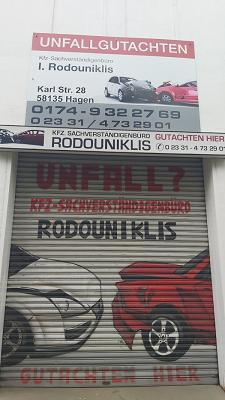 UNFALLGUTACHTEN
Kfz-Sachverständigenbüro
I. Rodouniklis
Karl Str. 28
58135 Hagen
0174-9 32 27 69
0 23 31 / 4 73 29 01
KFZ. SACHVERSTÄNDIGENBÜRO
RODOUNIKLIS
GUTACHTEN HIER
✆ 0 23 31 - 4 73 29 01
UNFALL?
KFZ-SACHVERSTÄNDIGENBÜRO
RODOUNIKLIS
GUTACHTEN HIER